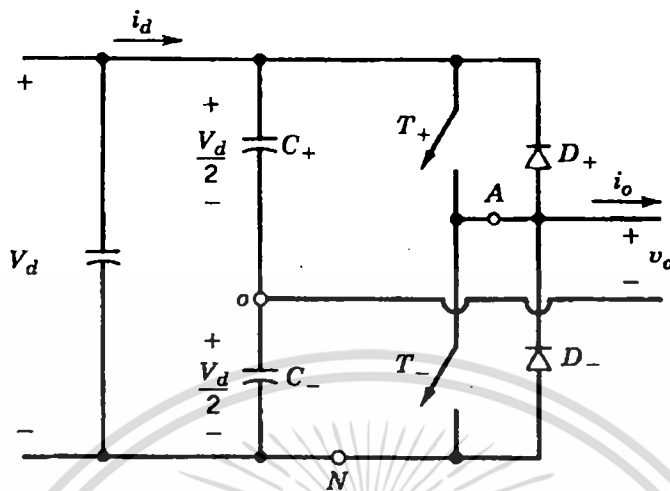 i_d
+
+
V_d/2
C_+
−
T_+
D_+
A
i_o
+
v_o
−
V_d
o
+
V_d/2
C_−
−
T_−
D_−
−
N